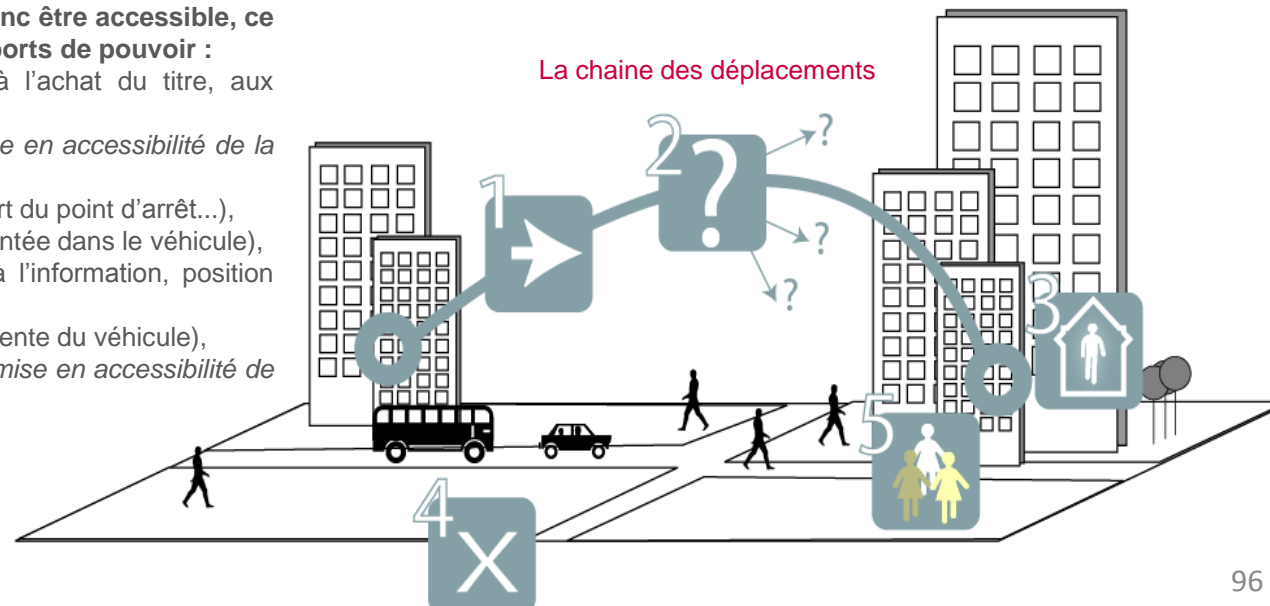 nc être accessible, ce
ports de pouvoir :
à l’achat du titre, aux
e en accessibilité de la
rt du point d’arrêt...),
ntée dans le véhicule),
a l’information, position
ente du véhicule),
mise en accessibilité de
La chaine des déplacements
1
2
?
?
?
?
3
4
X
5
96